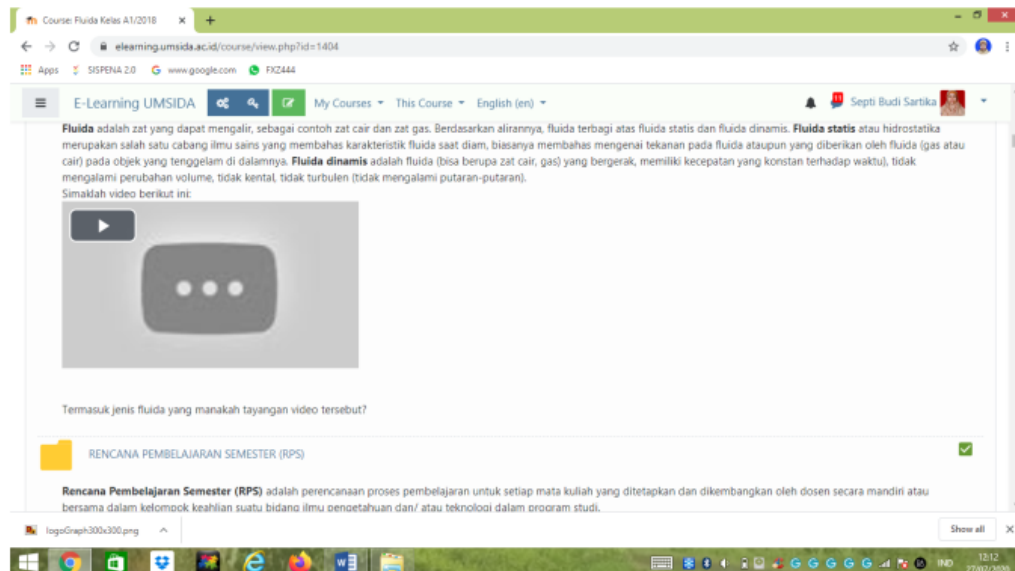 Course: Fluida Kelas A1/2018
elearning.umsida.ac.id/course/view.php?id=1404
Apps SISPENA 2.0 www.google.com FXZ444
E-Learning UMSIDA My Courses This Course English (en) Septi Budi Sartika
Fluida adalah zat yang dapat mengalir, sebagai contoh zat cair dan zat gas. Berdasarkan alirannya, fluida terbagi atas fluida statis dan fluida dinamis. Fluida statis atau hidrostatika
merupakan salah satu cabang ilmu sains yang membahas karakteristik fluida saat diam, biasanya membahas mengenai tekanan pada fluida ataupun yang diberikan oleh fluida (gas atau
cair) pada objek yang tenggelam di dalamnya. Fluida dinamis adalah fluida (bisa berupa zat cair, gas) yang bergerak, memiliki kecepatan yang konstan terhadap waktu), tidak
mengalami perubahan volume, tidak kental, tidak turbulen (tidak mengalami putaran-putaran).
Simaklah video berikut ini:
Termasuk jenis fluida yang manakah tayangan video tersebut?
RENCANA PEMBELAJARAN SEMESTER (RPS)
Rencana Pembelajaran Semester (RPS) adalah perencanaan proses pembelajaran untuk setiap mata kuliah yang ditetapkan dan dikembangkan oleh dosen secara mandiri atau
bersama dalam kelompok keahlian suatu bidang ilmu pengetahuan dan/ atau teknologi dalam program studi.
logoGraph300x300.png Show all
IND 12:12
27/02/2020